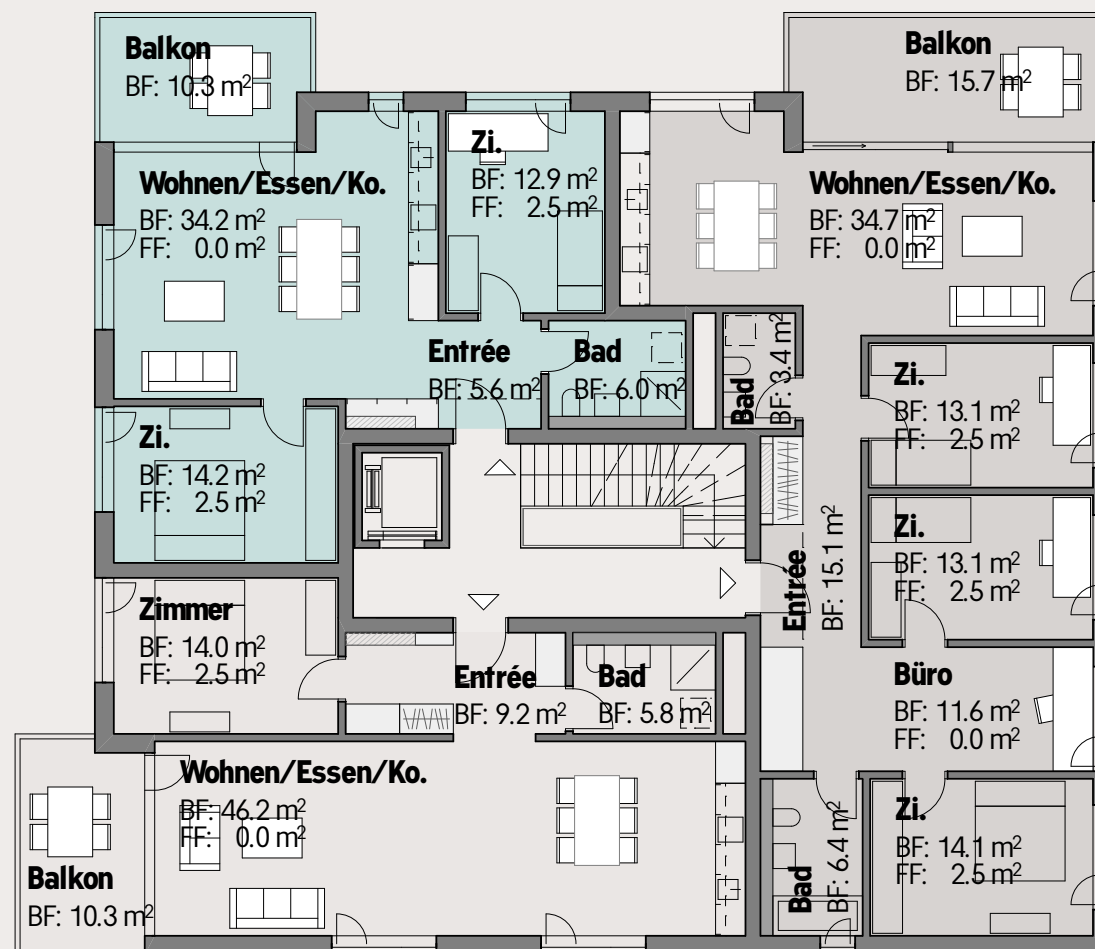 Balkon
BF: 10.3 m²
Balkon
BF: 15.7 m²
Zi.
BF: 12.9 m²
FF: 2.5 m²
Wohnen/Essen/Ko.
BF: 34.2 m²
FF: 0.0 m²
Wohnen/Essen/Ko.
BF: 34.7 m²
FF: 0.0 m²
Entrée
BF: 5.6 m²
Bad
BF: 6.0 m²
Bad
BF: 3.4 m²
Zi.
BF: 13.1 m²
FF: 2.5 m²
Zi.
BF: 14.2 m²
FF: 2.5 m²
Zi.
BF: 13.1 m²
FF: 2.5 m²
Entrée
BF: 15.1 m²
Zimmer
BF: 14.0 m²
FF: 2.5 m²
Entrée
BF: 9.2 m²
Bad
BF: 5.8 m²
Büro
BF: 11.6 m²
FF: 0.0 m²
Wohnen/Essen/Ko.
BF: 46.2 m²
FF: 0.0 m²
Bad
BF: 6.4 m²
Zi.
BF: 14.1 m²
FF: 2.5 m²
Balkon
BF: 10.3 m²